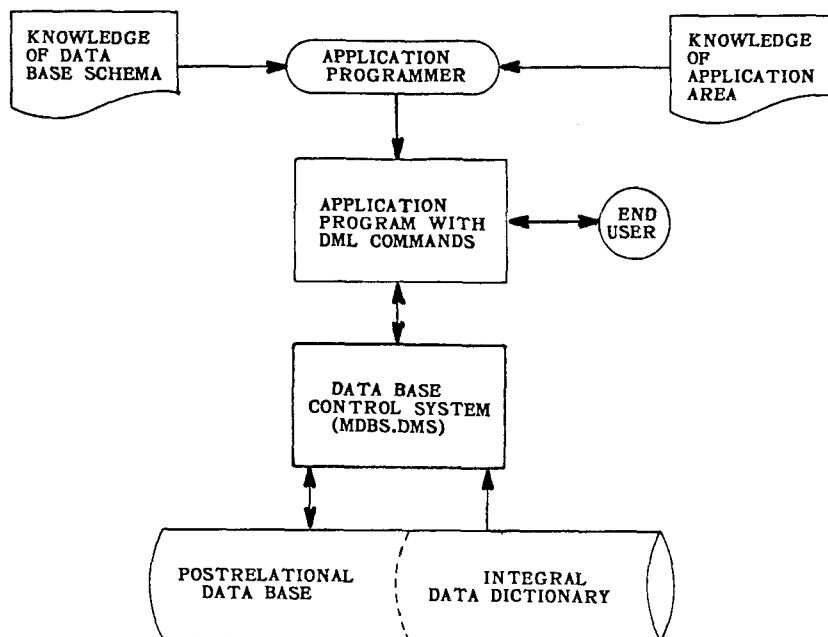 KNOWLEDGE
OF DATA
BASE SCHEMA
APPLICATION
PROGRAMMER
KNOWLEDGE
OF
APPLICATION
AREA
APPLICATION
PROGRAM WITH
DML COMMANDS
END
USER
DATA BASE
CONTROL SYSTEM
(MDBS.DMS)
POSTRELATIONAL
DATA BASE
INTEGRAL
DATA DICTIONARY